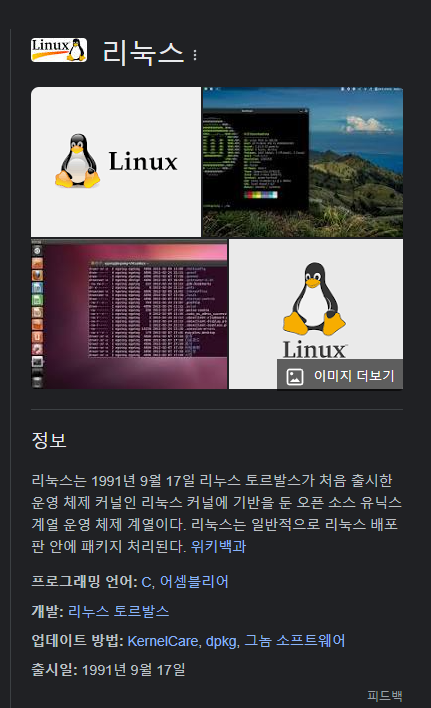 Linux
리눅스
Linux
Linux
이미지 더보기
정보
리눅스는 1991년 9월 17일 리누스 토르발스가 처음 출시한
운영 체제 커널인 리눅스 커널에 기반을 둔 오픈 소스 유닉스
계열 운영 체제 계열이다. 리눅스는 일반적으로 리눅스 배포
판 안에 패키지 처리된다. 위키백과
프로그래밍 언어: C, 어셈블리어
개발: 리누스 토르발스
업데이트 방법: KernelCare, dpkg, 그놈 소프트웨어
출시일: 1991년 9월 17일
피드백